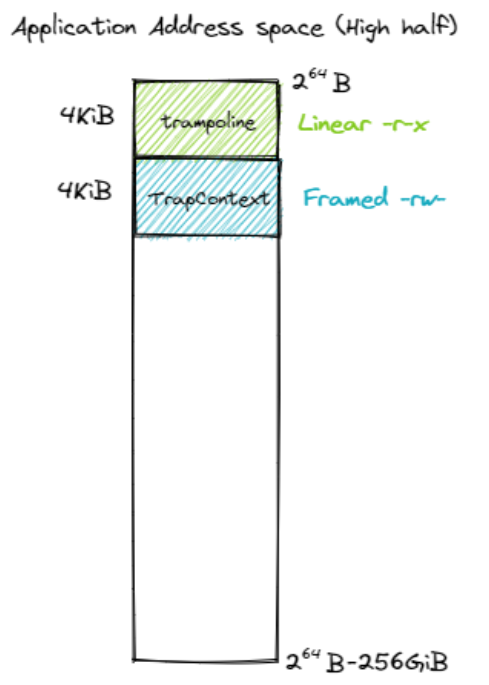 Application Address space (High half)
2^64 B
4KiB trampoline Linear -r-x
4KiB TrapContext Framed -rw-
2^64 B-256GiB